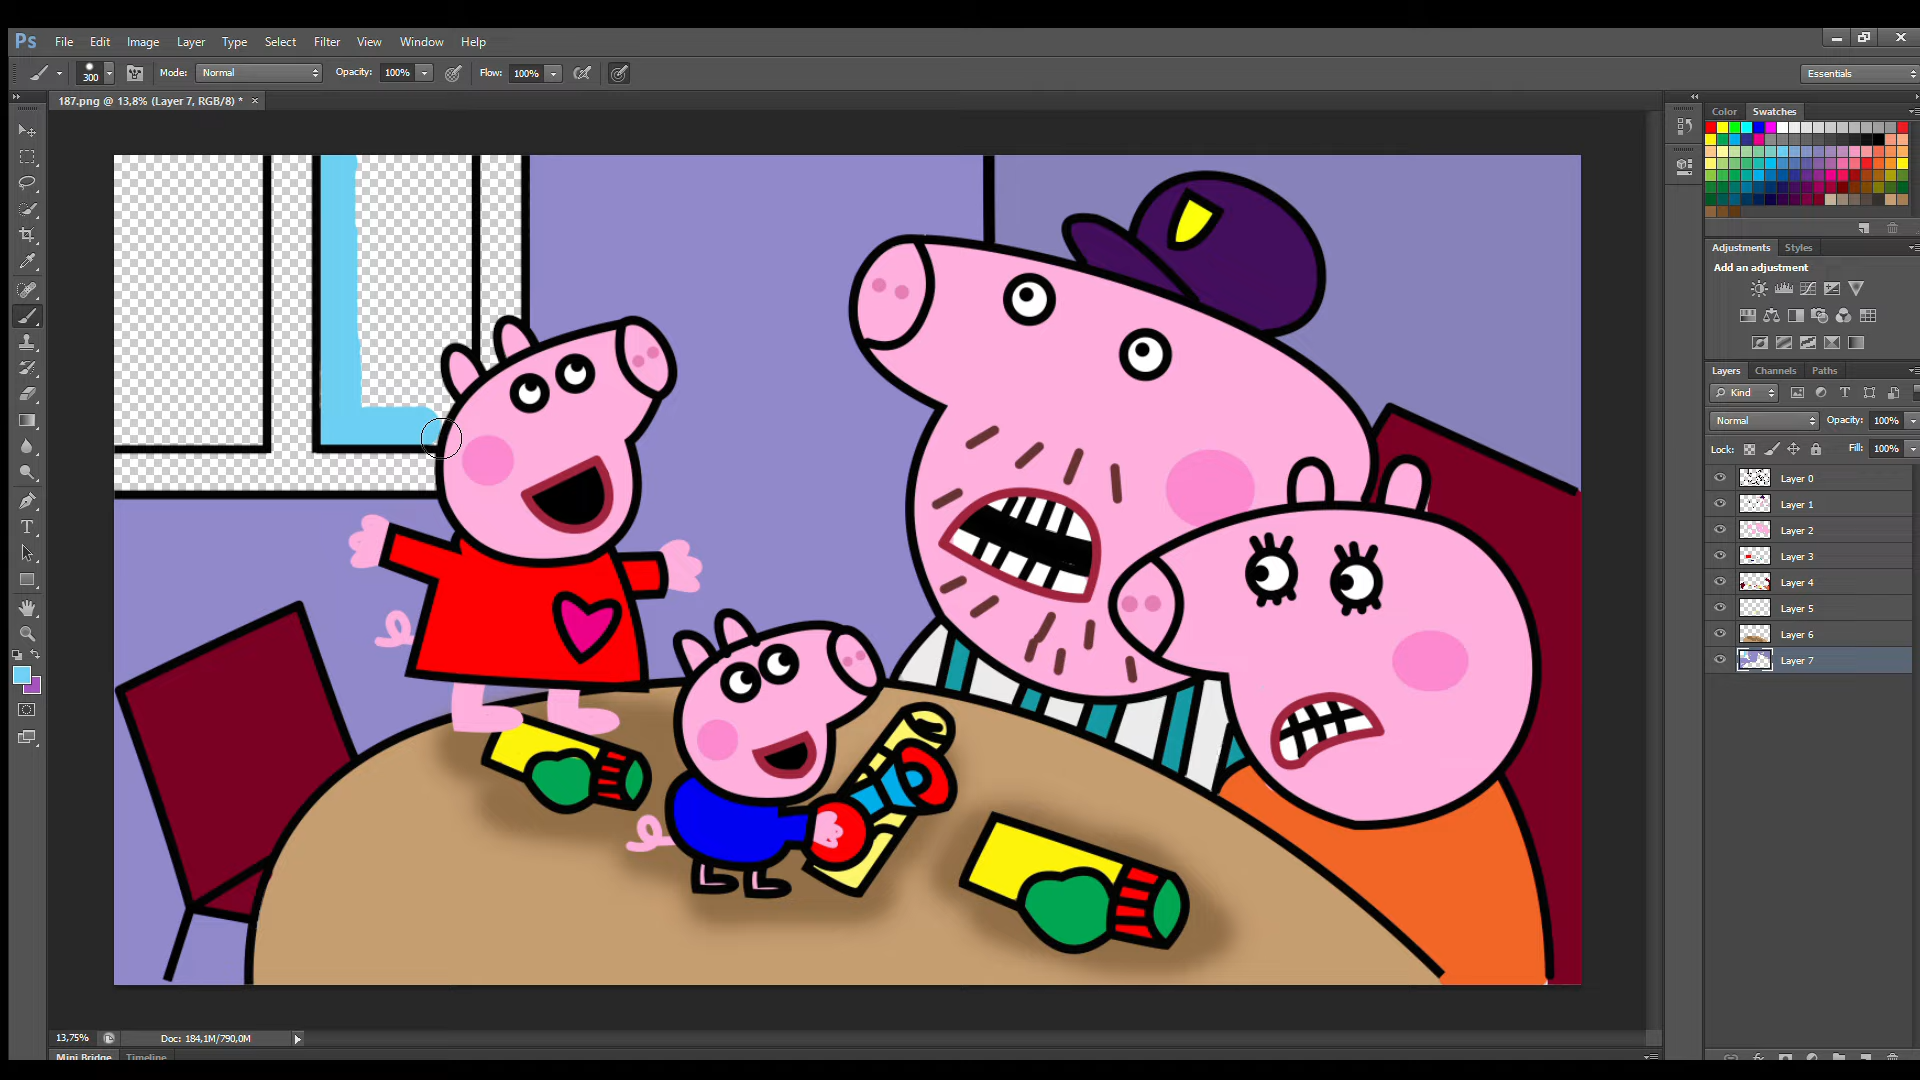 Ps File Edit Image Layer Type Select Filter View Window Help
300 Mode: Normal Opacity: 100% Flow: 100% Essentials
187.png @ 13,8% (Layer 7, RGB/8) * ×
Color Swatches
Adjustments Styles
Add an adjustment
Layers Channels Paths
Kind
Normal Opacity: 100%
Lock: Fill: 100%
Layer 0
Layer 1
Layer 2
Layer 3
Layer 4
Layer 5
Layer 6
Layer 7
13,75% Doc: 184,1M/790,0M
Mini Bridge Timeline